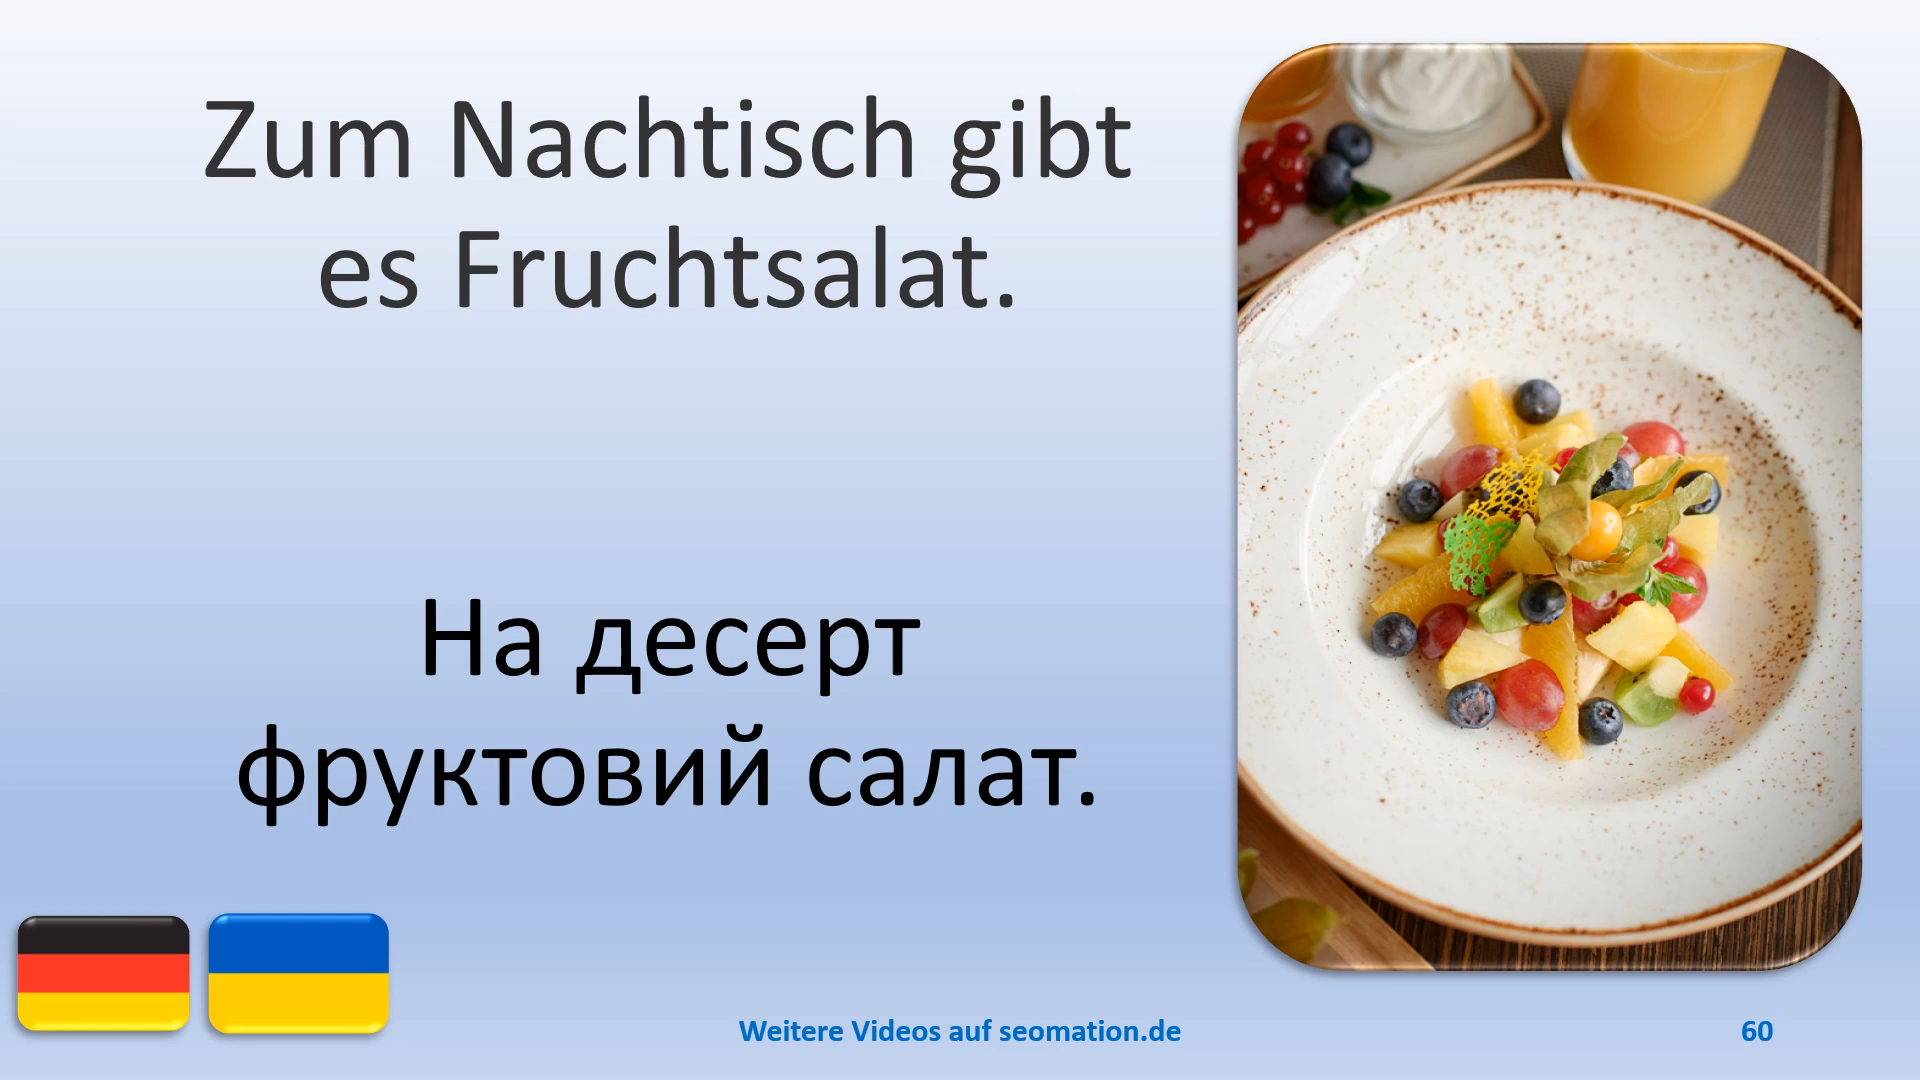 Zum Nachtisch gibt
es Fruchtsalat.
На десерт
фруктовий салат.
Weitere Videos auf seomation.de
60